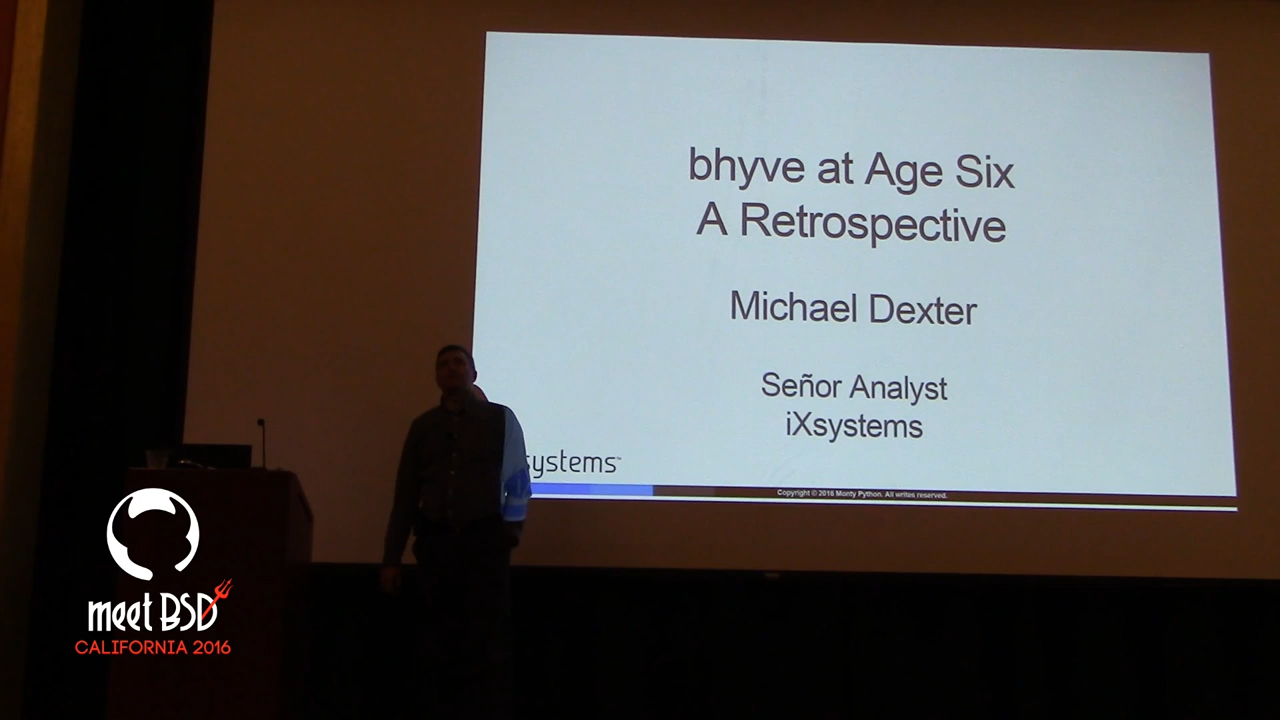 bhyve at Age Six
A Retrospective
Michael Dexter
Señor Analyst
iXsystems
systems™
Copyright © 2016 Monty Python. All writes reserved.
meet BSD
CALIFORNIA 2016